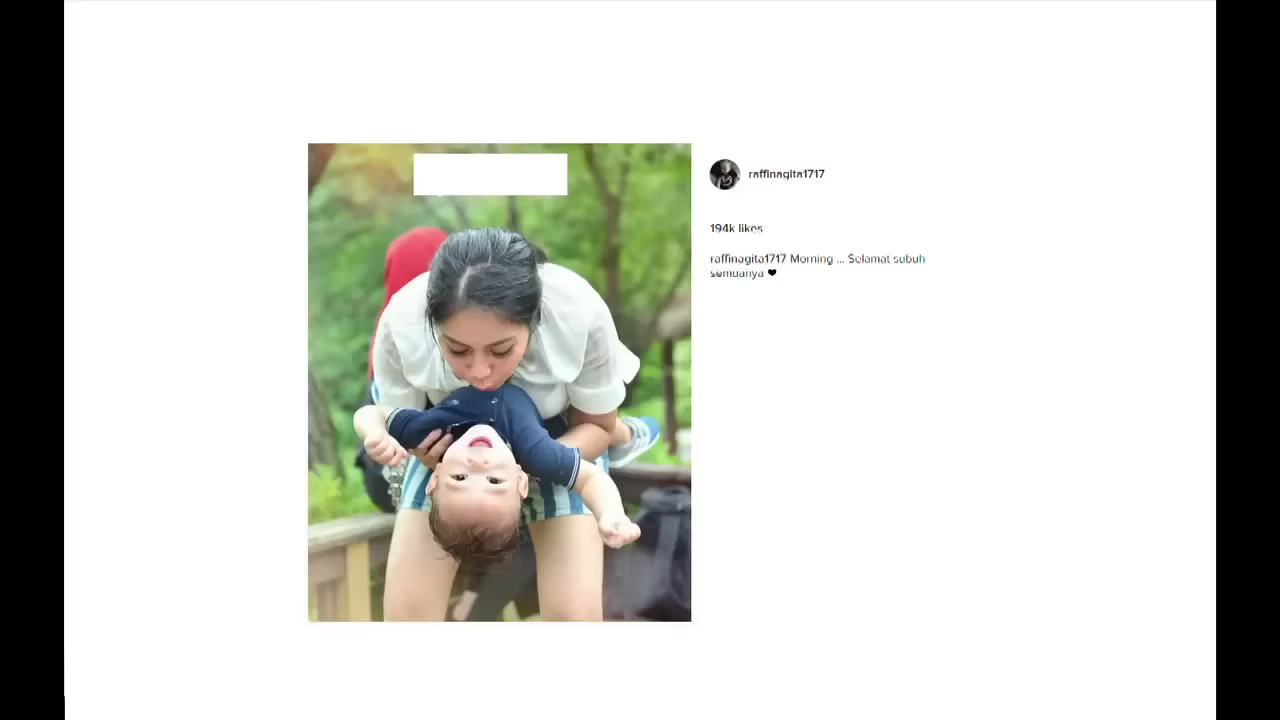 raffinagita1717
194k likes
raffinagita1717 Morning ... Selamat subuh
semuanya ❤